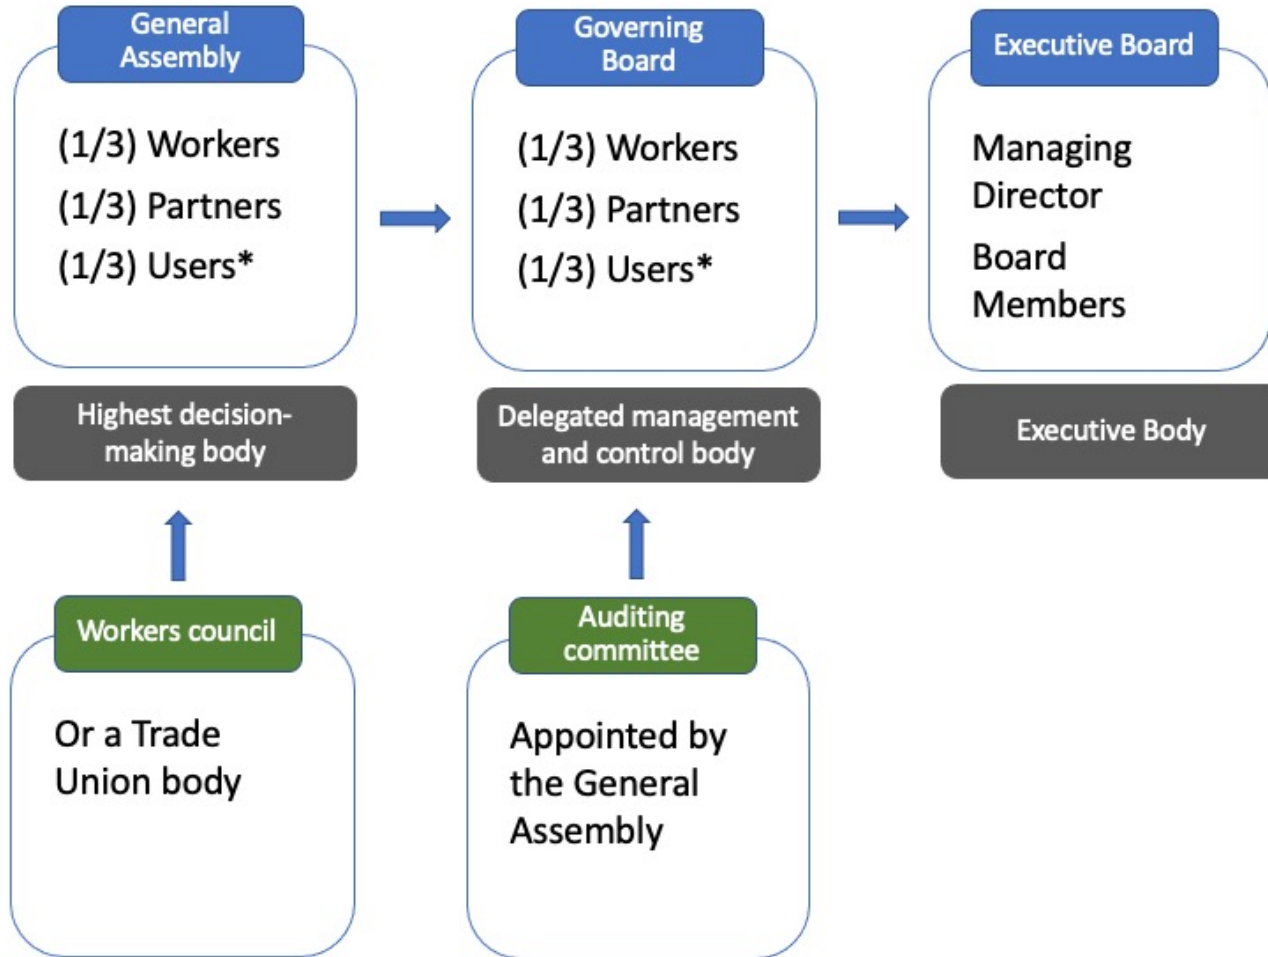 General
Assembly
(1/3) Workers
(1/3) Partners
(1/3) Users*
Highest decision-
making body
Governing
Board
(1/3) Workers
(1/3) Partners
(1/3) Users*
Delegated management
and control body
Executive Board
Managing
Director
Board
Members
Executive Body
Workers council
Or a Trade
Union body
Auditing
committee
Appointed by
the General
Assembly